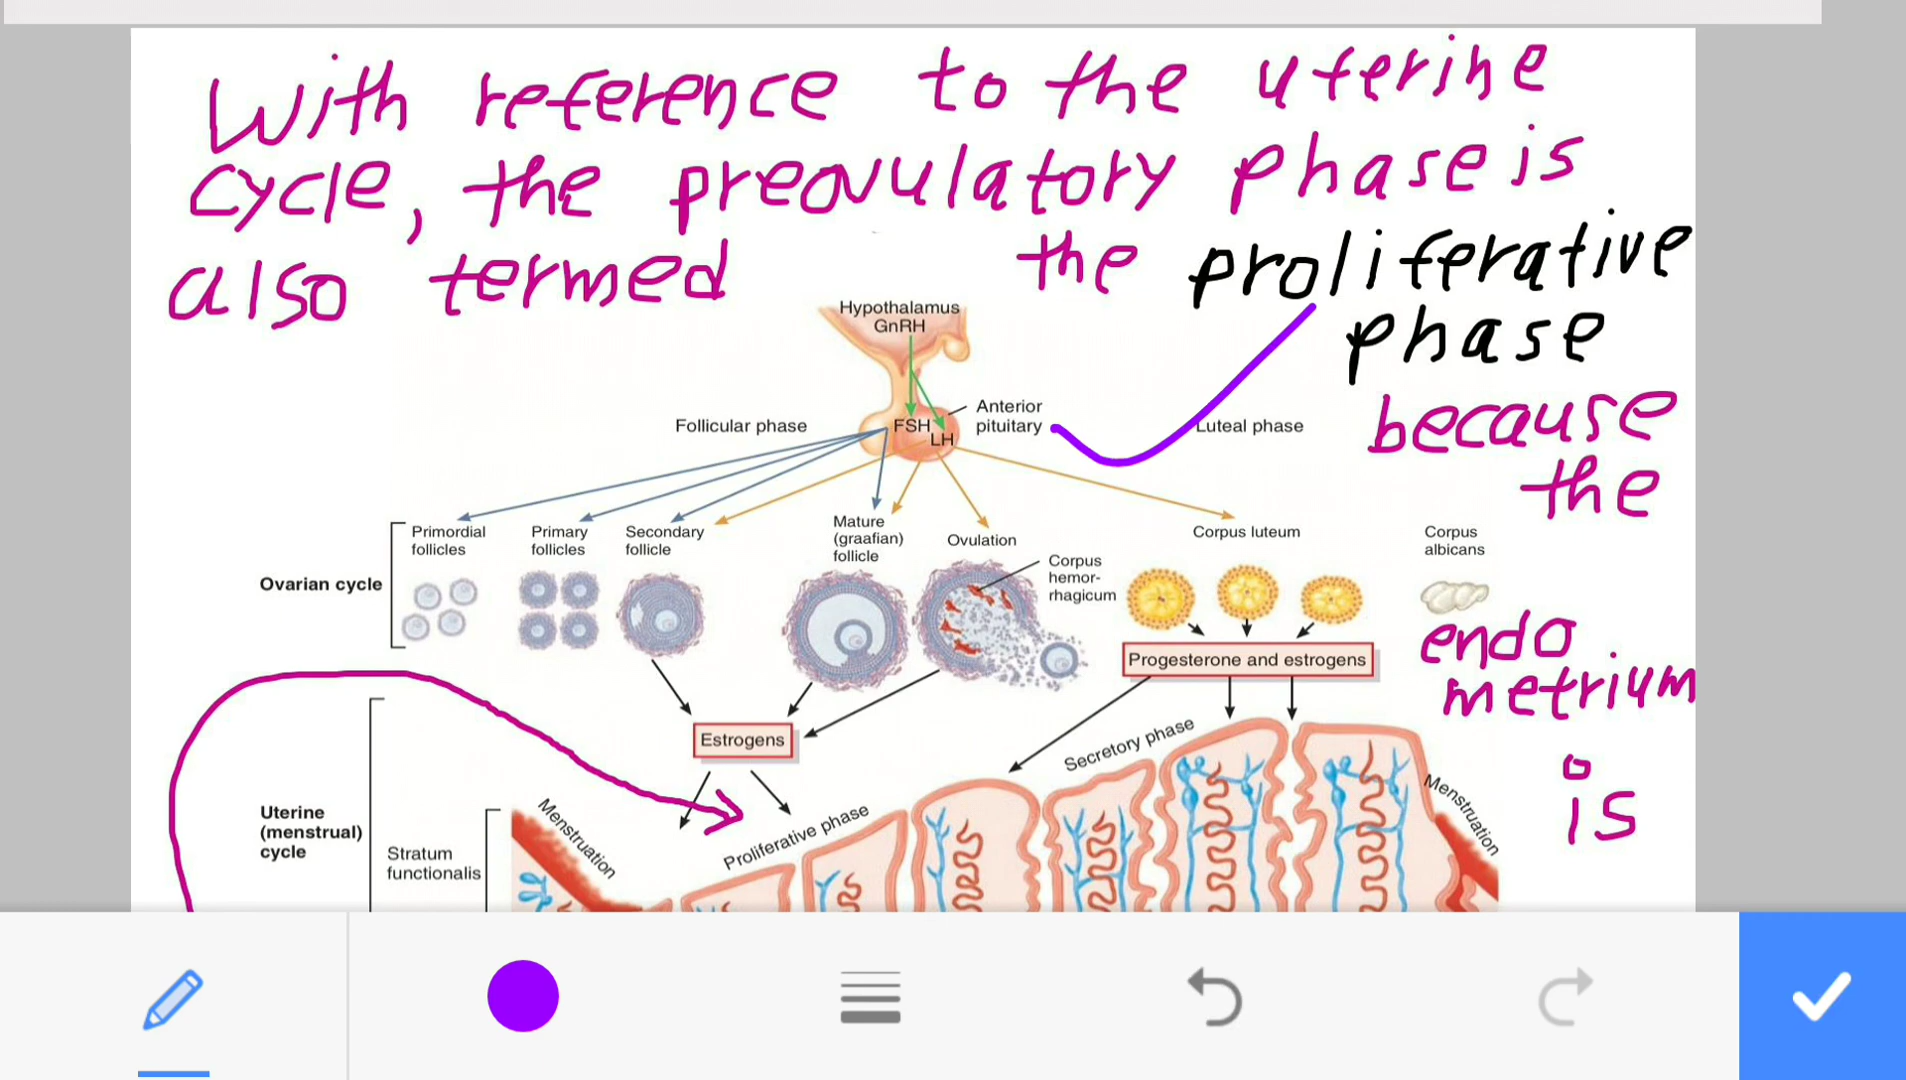 With reference to the uterine
cycle, the preovulatory phase is
also termed the proliferative
phase
because
the
endo
metrium
is
Hypothalamus
GnRH
Follicular phase
FSH
LH
Anterior
pituitary
Luteal phase
Ovarian cycle
Primordial
follicles
Primary
follicles
Secondary
follicle
Mature
(graafian)
follicle
Ovulation
Corpus
hemor-
rhagicum
Corpus luteum
Corpus
albicans
Progesterone and estrogens
Estrogens
Uterine
(menstrual)
cycle
Stratum
functionalis
Menstruation
Proliferative phase
Secretory phase
Menstruation